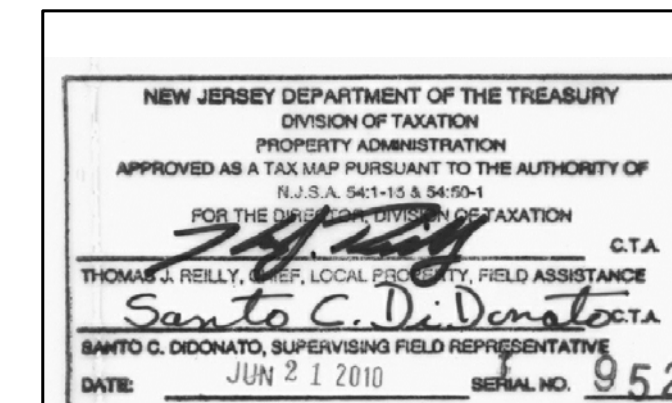 NEW JERSEY DEPARTMENT OF THE TREASURY
DIVISION OF TAXATION
PROPERTY ADMINISTRATION
APPROVED AS A TAX MAP PURSUANT TO THE AUTHORITY OF
N.J.S.A. 54:1-15 & 54:50-1
FOR THE DIRECTOR, DIVISION OF TAXATION
C.T.A.
THOMAS J. REILLY, CHIEF, LOCAL PROPERTY, FIELD ASSISTANCE
Santo C. DiDonato C.T.A.
SANTO C. DIDONATO, SUPERVISING FIELD REPRESENTATIVE
DATE: JUN 21 2010 SERIAL NO. 952